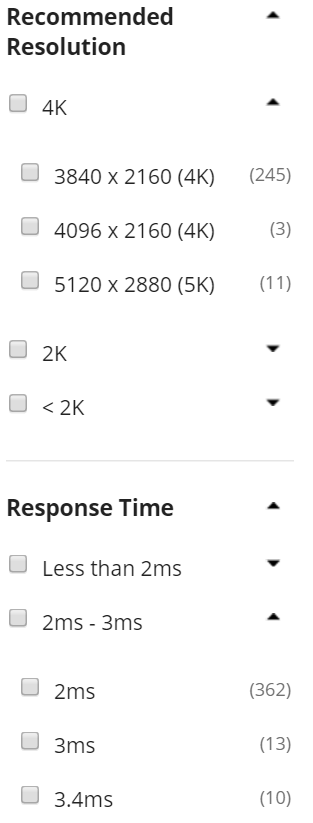 Recommended
Resolution
4K
3840 x 2160 (4K) (245)
4096 x 2160 (4K) (3)
5120 x 2880 (5K) (11)
2K
< 2K
Response Time
Less than 2ms
2ms - 3ms
2ms (362)
3ms (13)
3.4ms (10)